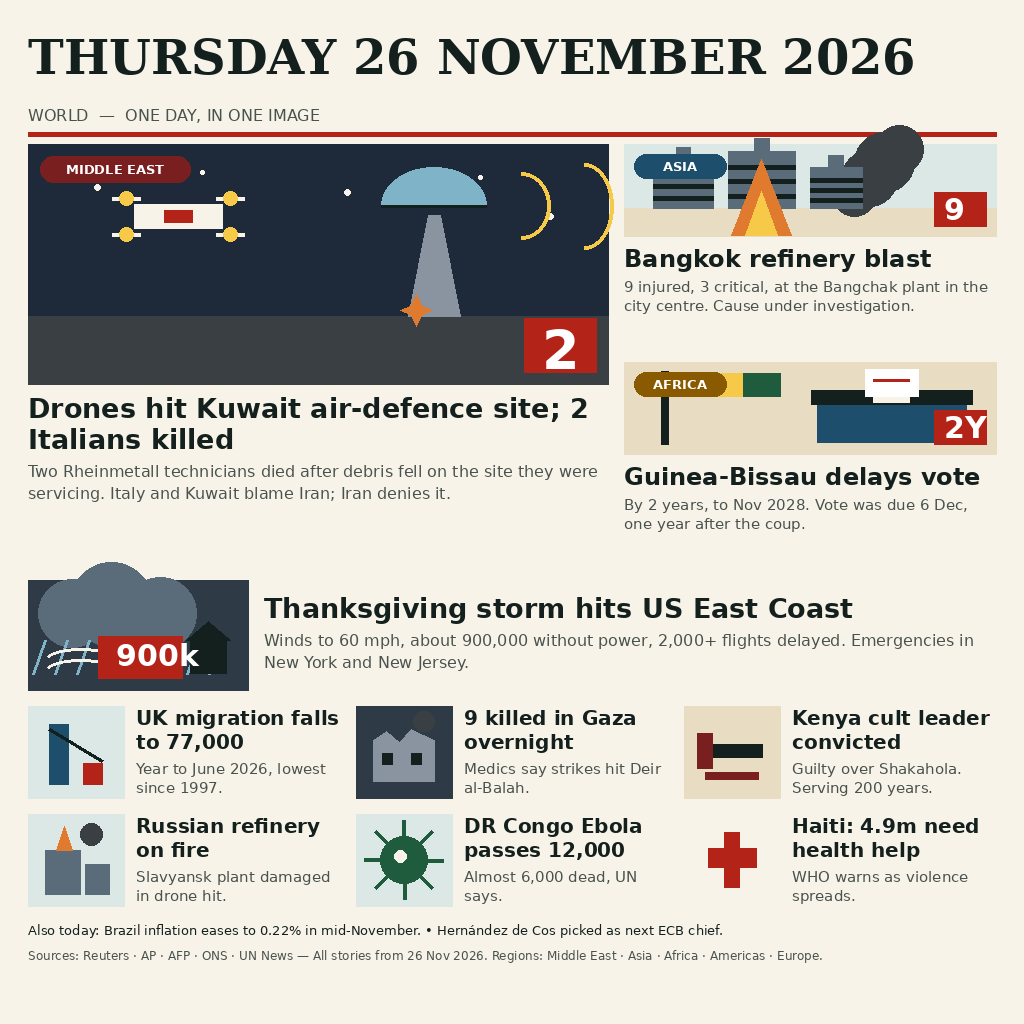 THURSDAY 26 NOVEMBER 2026
WORLD — ONE DAY, IN ONE IMAGE
MIDDLE EAST
2
Drones hit Kuwait air-defence site; 2
Italians killed
Two Rheinmetall technicians died after debris fell on the site they were
servicing. Italy and Kuwait blame Iran; Iran denies it.
ASIA
9
Bangkok refinery blast
9 injured, 3 critical, at the Bangchak plant in the
city centre. Cause under investigation.
AFRICA
2Y
Guinea-Bissau delays vote
By 2 years, to Nov 2028. Vote was due 6 Dec,
one year after the coup.
900k
Thanksgiving storm hits US East Coast
Winds to 60 mph, about 900,000 without power, 2,000+ flights delayed. Emergencies in
New York and New Jersey.
UK migration falls
to 77,000
Year to June 2026, lowest
since 1997.
9 killed in Gaza
overnight
Medics say strikes hit Deir
al-Balah.
Kenya cult leader
convicted
Guilty over Shakahola.
Serving 200 years.
Russian refinery
on fire
Slavyansk plant damaged
in drone hit.
DR Congo Ebola
passes 12,000
Almost 6,000 dead, UN
says.
Haiti: 4.9m need
health help
WHO warns as violence
spreads.
Also today: Brazil inflation eases to 0.22% in mid-November. • Hernández de Cos picked as next ECB chief.
Sources: Reuters · AP · AFP · ONS · UN News — All stories from 26 Nov 2026. Regions: Middle East · Asia · Africa · Americas · Europe.